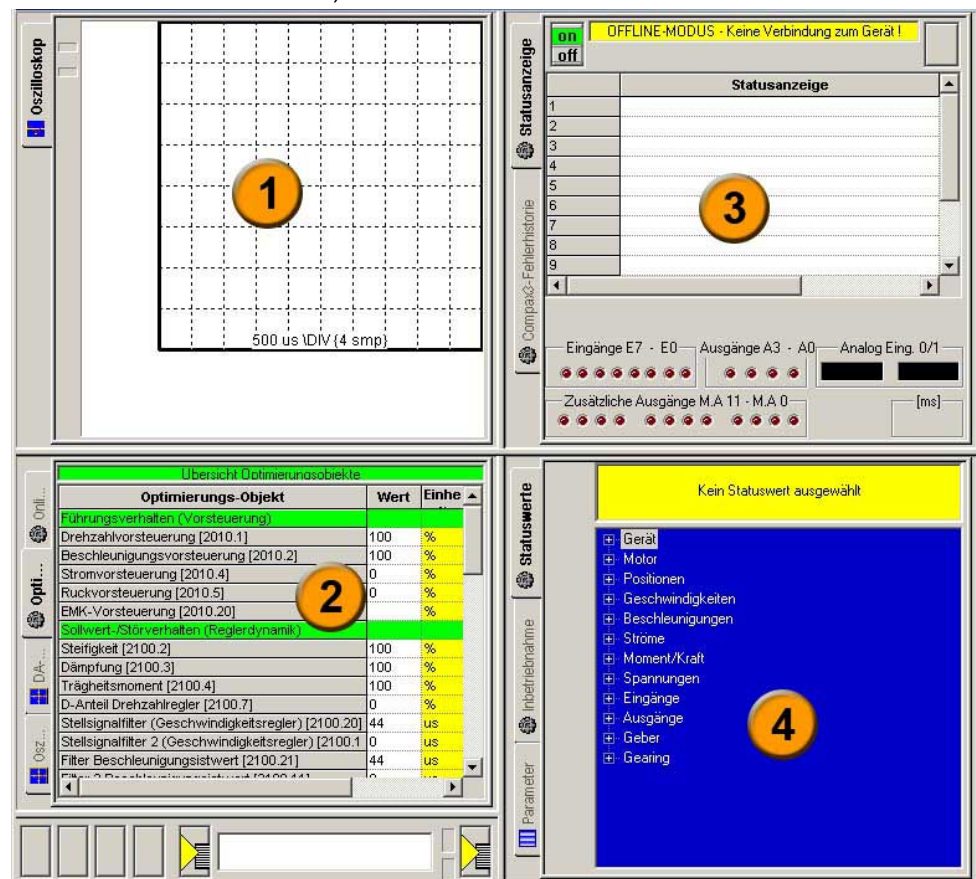 Oszilloskop
1
500 us \DIV {4 smp}
Statusanzeige
Compax3-Fehlerhistorie
on
off
OFFLINE-MODUS - Keine Verbindung zum Gerät !
Statusanzeige
1
2
3
4
5
6
7
8
9
3
Eingänge E7 - E0
Ausgänge A3 - A0
Analog Eing. 0/1
Zusätzliche Ausgänge M.A 11 - M.A 0
[ms]
Onli...
Opti...
DA-...
Osz...
Übersicht Optimierungsobjekte
Optimierungs-Objekt Wert Einhe
Führungsverhalten (Vorsteuerung)
Drehzahlvorsteuerung [2010.1] 100 %
Beschleunigungsvorsteuerung [2010.2] 100 %
Stromvorsteuerung [2010.4] 0 %
Ruckvorsteuerung [2010.5] 0 %
EMK-Vorsteuerung [2010.20] %
2
Sollwert-/Störverhalten (Reglerdynamik)
Steifigkeit [2100.2] 100 %
Dämpfung [2100.3] 100 %
Trägheitsmoment [2100.4] 100 %
D-Anteil Drehzahlregler [2100.7] 0 %
Stellsignalfilter (Geschwindigkeitsregler) [2100.20] 44 us
Stellsignalfilter 2 (Geschwindigkeitsregler) [2100.1 0 us
Filter Beschleunigungsistwert [2100.21] 44 us
Statuswerte
Inbetriebnahme
Parameter
Kein Statuswert ausgewählt
Gerät
Motor
Positionen
Geschwindigkeiten
Beschleunigungen
Ströme
Moment/Kraft
Spannungen
Eingänge
Ausgänge
Geber
Gearing
4